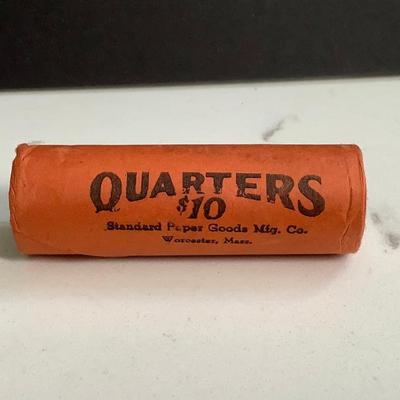 QUARTERS
$10
Standard Paper Goods Mfg. Co.
Worcester, Mass.